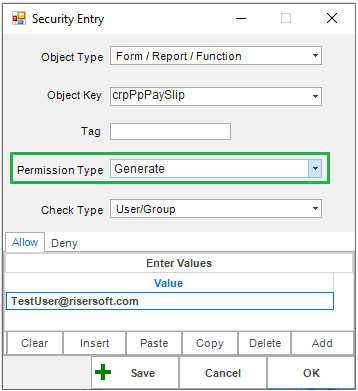 Security Entry
Object Type Form / Report / Function
Object Key crpPpPaySlip
Tag
Permission Type Generate
Check Type User/Group
Allow Deny
Enter Values
Value
TestUser@risersoft.com
Clear Insert Paste Copy Delete Add
Save Cancel OK